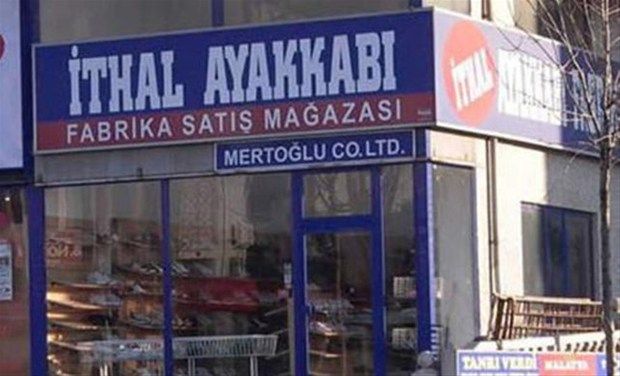 İTHAL AYAKKABI
FABRİKA SATIŞ MAĞAZASI
MERTOĞLU CO.LTD.
İTHAL
TANRI VERDİ
MALATYA